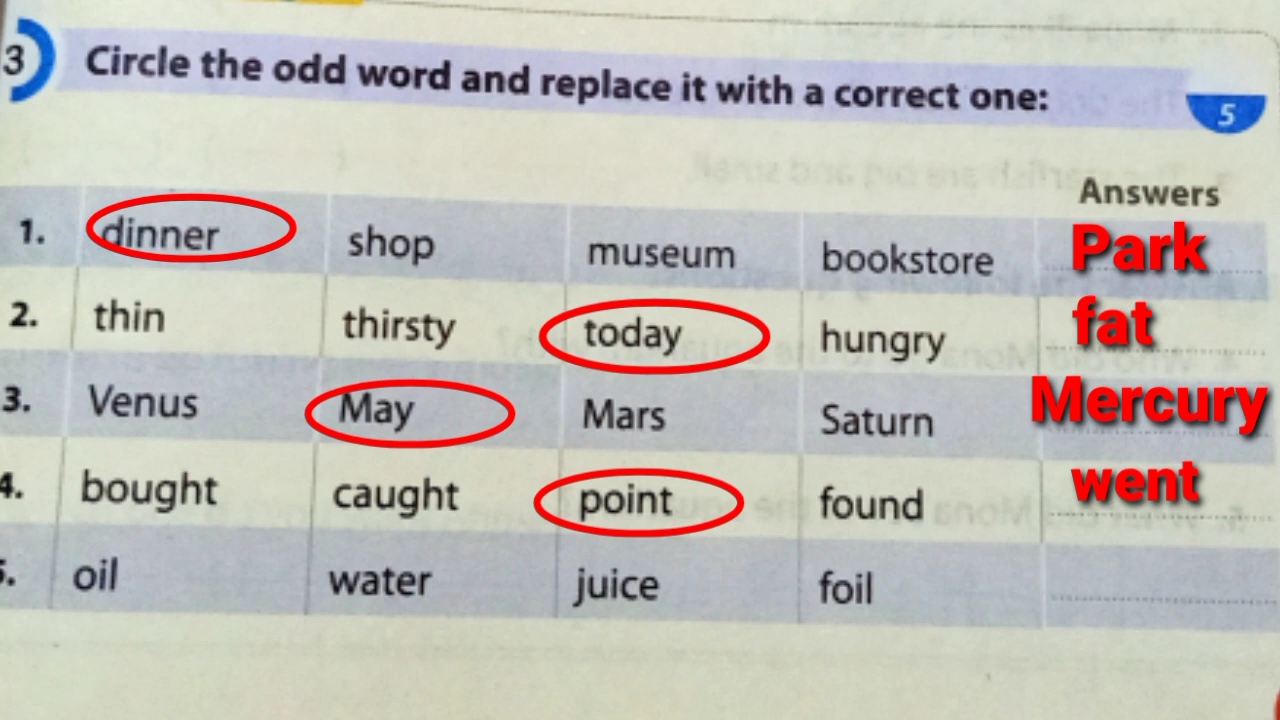 3 Circle the odd word and replace it with a correct one:
5
Answers
1. dinner shop museum bookstore Park
2. thin thirsty today hungry fat
3. Venus May Mars Saturn Mercury
4. bought caught point found went
5. oil water juice foil